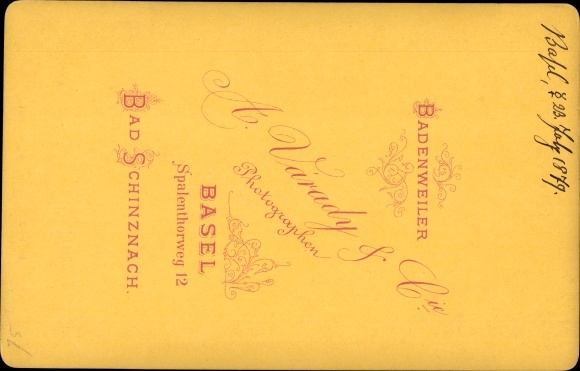 Basel, d. 23. July 1879.
BADENWEILER
A. Varady & Cie
Photographen
BASEL
Spalenthorweg 12
BAD SCHINZNACH.